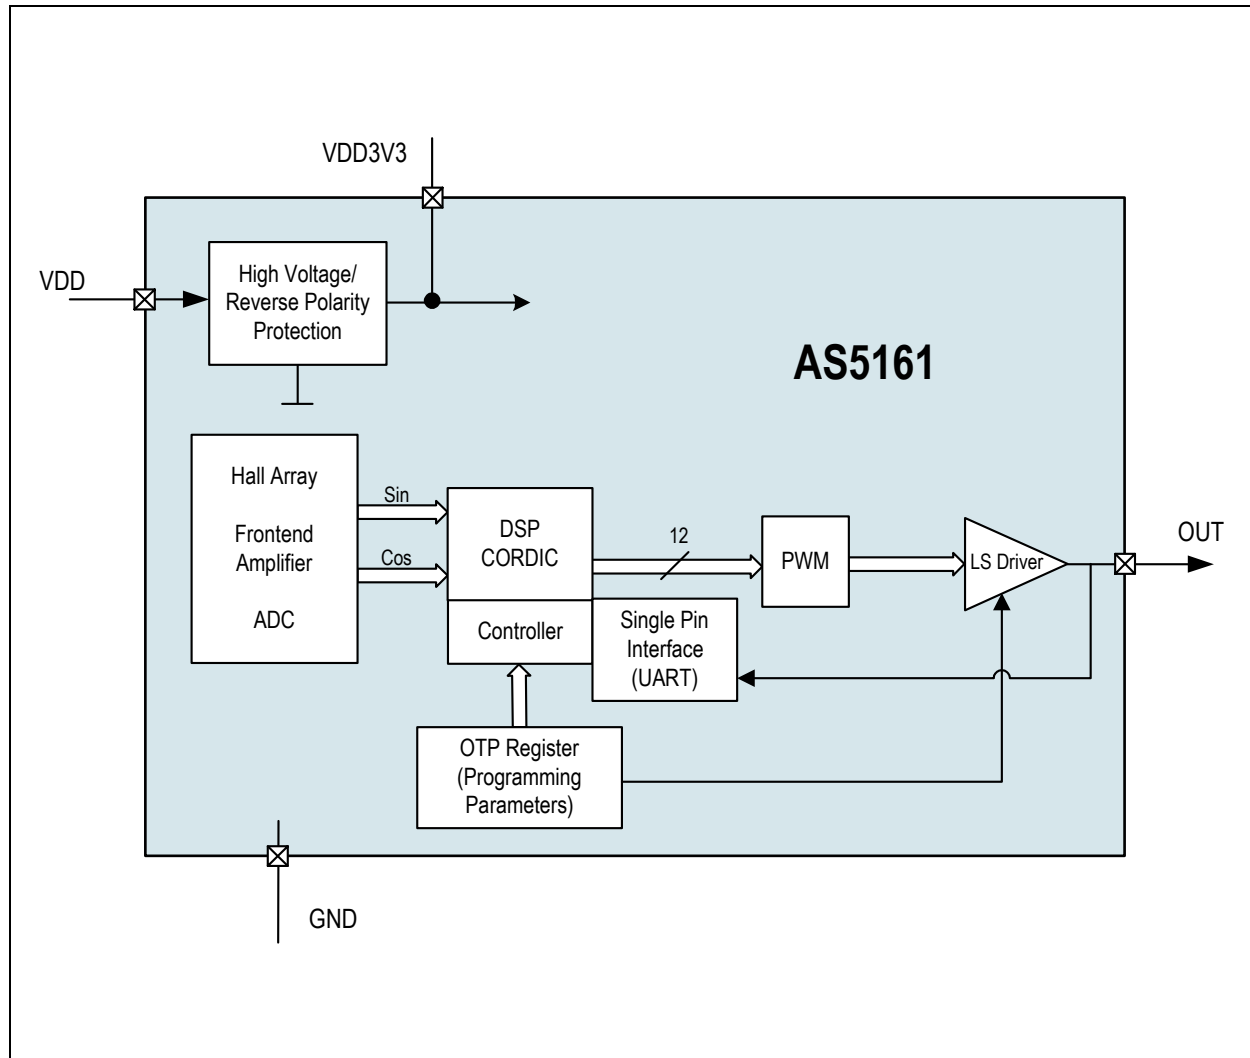 VDD3V3
VDD
High Voltage/
Reverse Polarity
Protection
AS5161
Hall Array
Frontend
Amplifier
ADC
Sin
Cos
DSP
CORDIC
Controller
12
PWM
LS Driver
OUT
Single Pin
Interface
(UART)
OTP Register
(Programming
Parameters)
GND